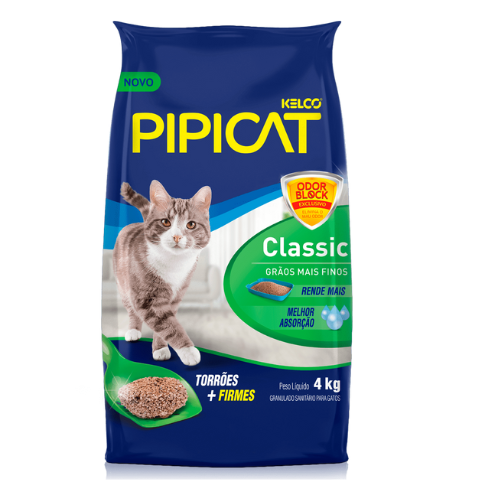 NOVO
KELCO
PIPICAT
ODOR
BLOCK
EXCLUSIVO
Classic
GRÃOS MAIS FINOS
RENDE MAIS
MELHOR
ABSORÇÃO
TORRÕES
+ FIRMES
Peso Líquido 4 kg
GRANULADO SANITÁRIO PARA GATOS